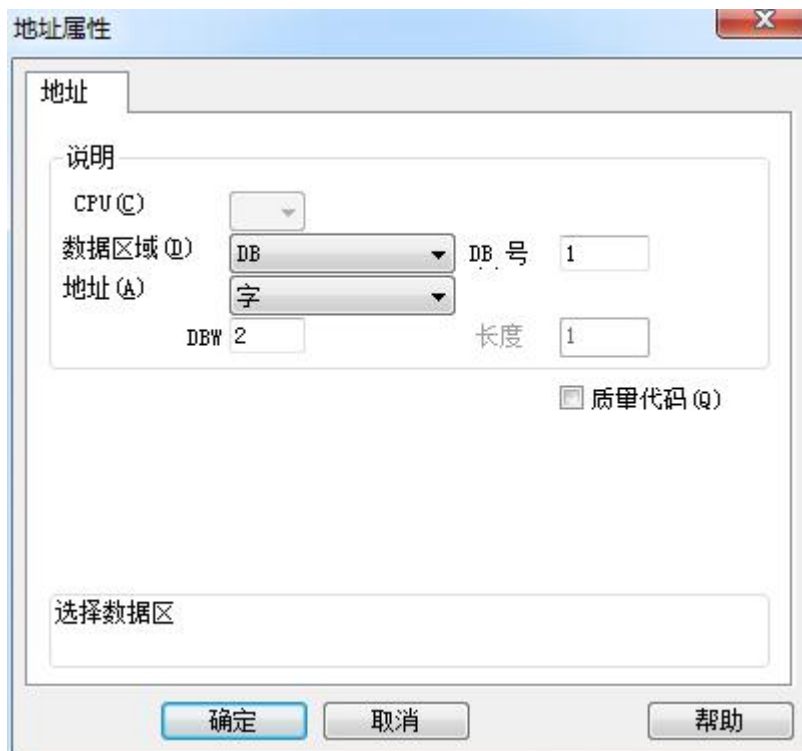 地址属性
地址
说明
CPU(C)
数据区域(D) DB DB 号 1
地址(A) 字
DBW 2 长度 1
质量代码(Q)
选择数据区
确定 取消 帮助